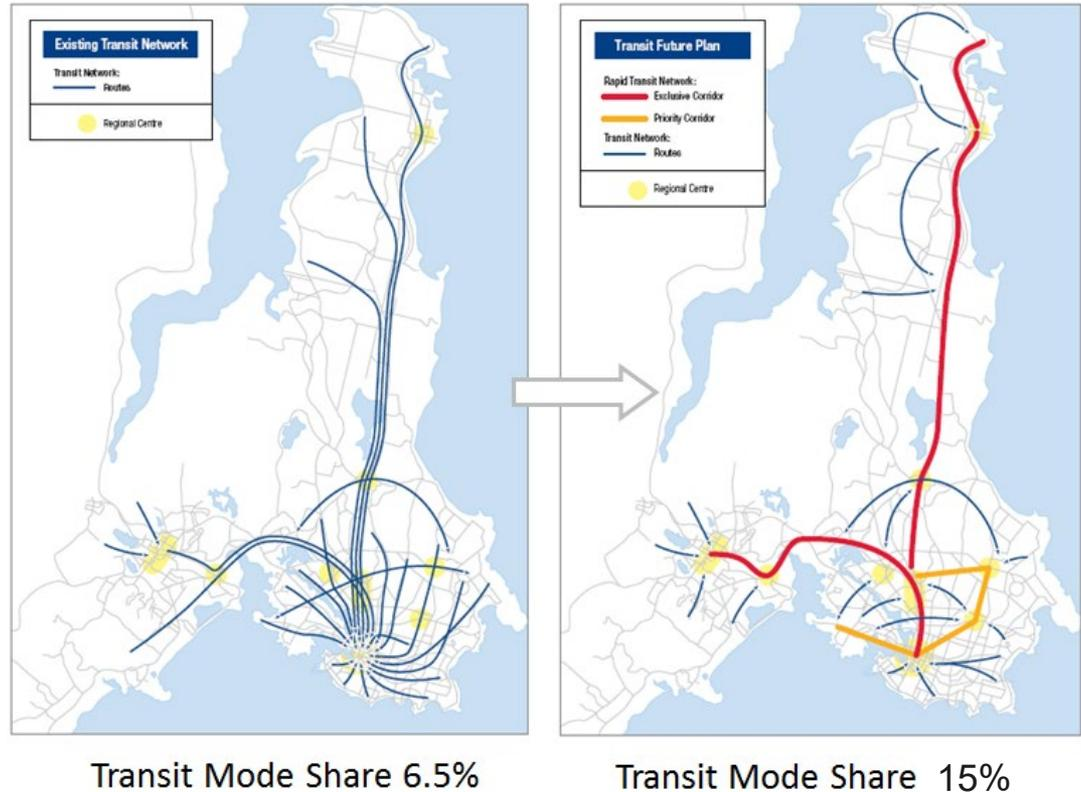 Existing Transit Network
Transit Network:
Routes
Regional Centre
Transit Future Plan
Rapid Transit Network:
Exclusive Corridor
Priority Corridor
Transit Network:
Routes
Regional Centre
Transit Mode Share 6.5%
Transit Mode Share 15%